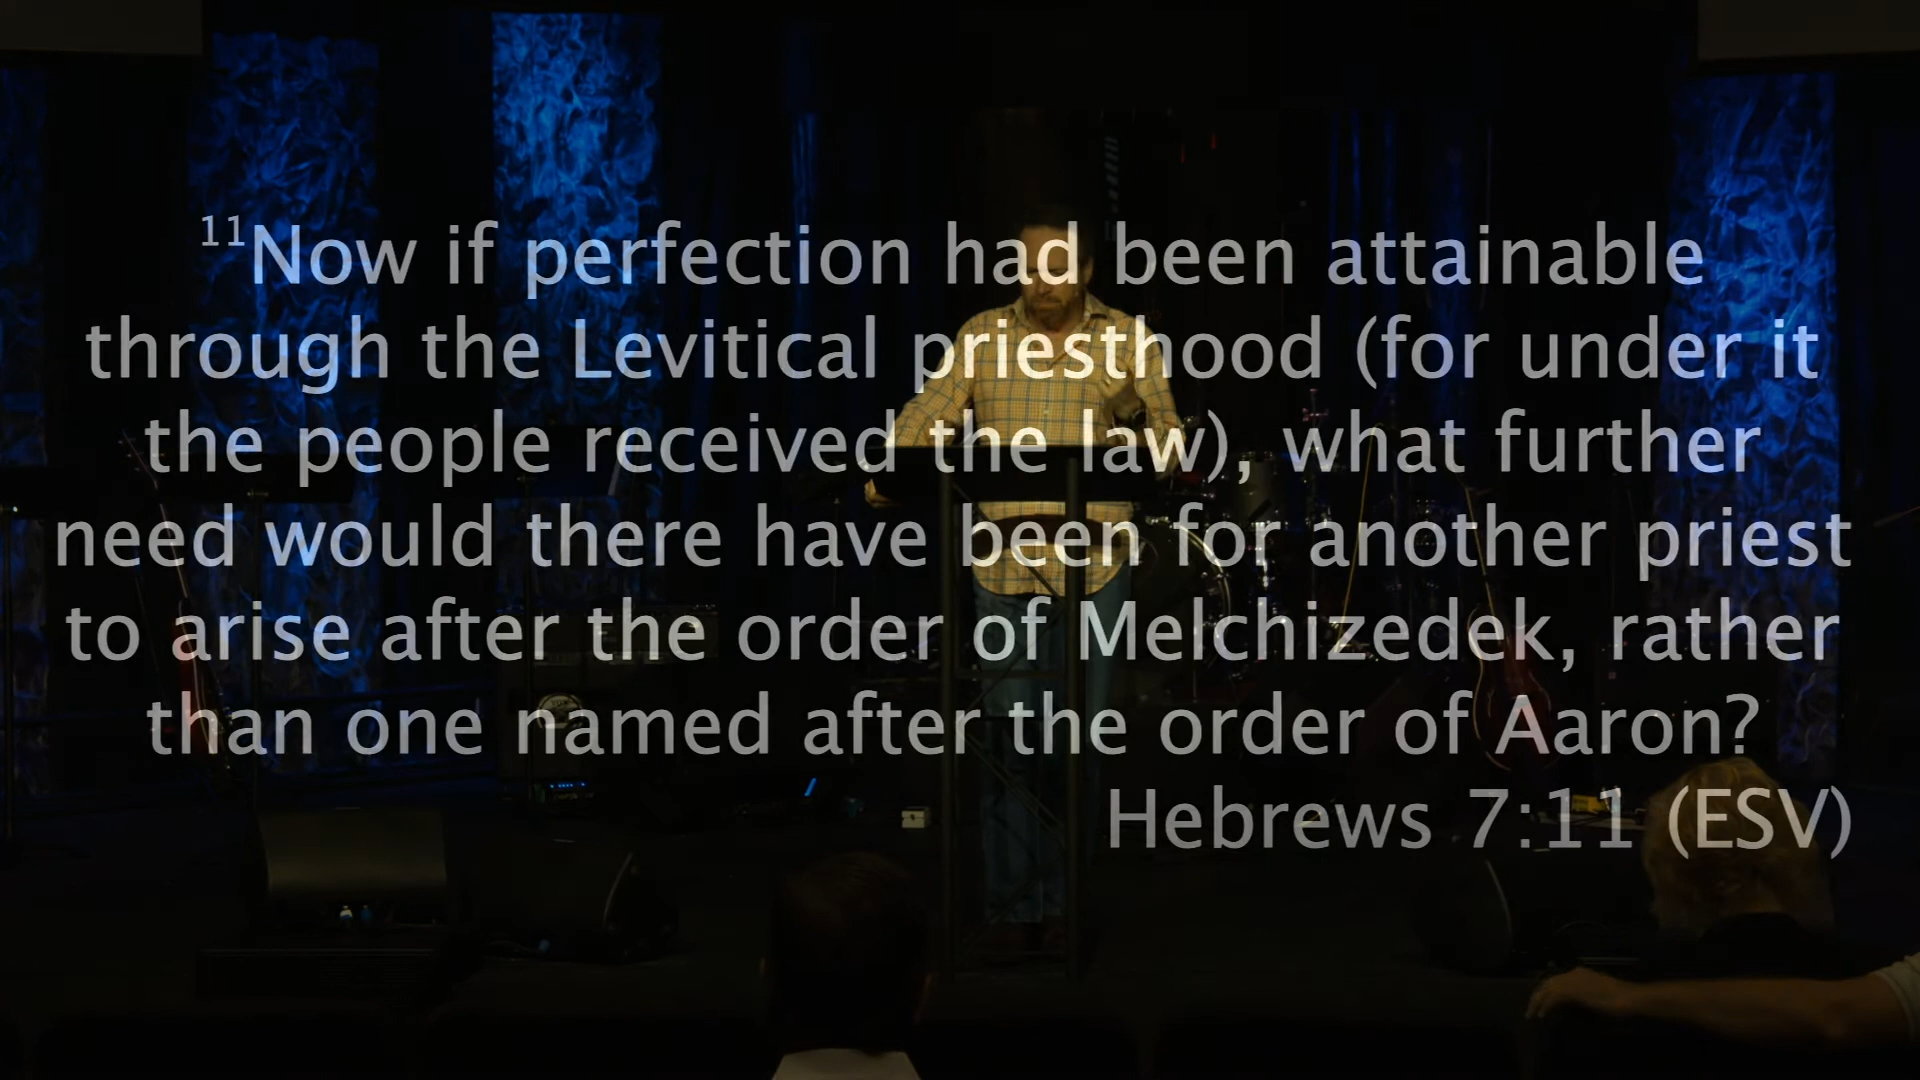 ¹¹Now if perfection had been attainable
through the Levitical priesthood (for under it
the people received the law), what further
need would there have been for another priest
to arise after the order of Melchizedek, rather
than one named after the order of Aaron?
Hebrews 7:11 (ESV)